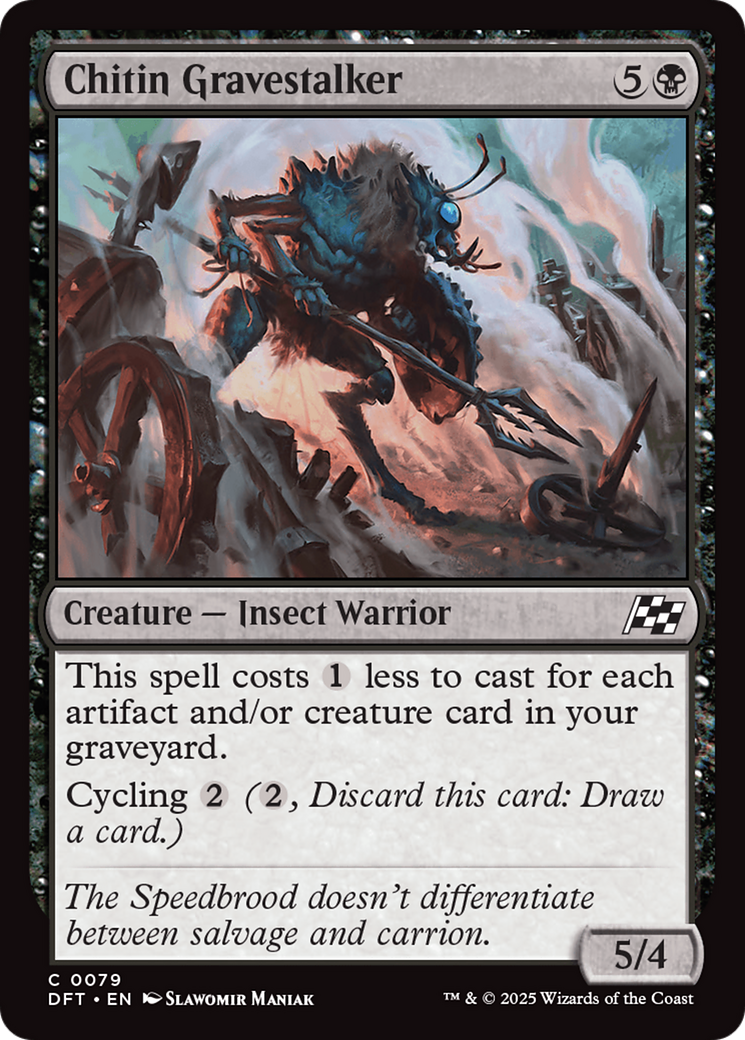 Chitin Gravestalker 5
Creature — Insect Warrior
This spell costs 1 less to cast for each
artifact and/or creature card in your
graveyard.
Cycling 2 (2, Discard this card: Draw
a card.)
The Speedbrood doesn't differentiate
between salvage and carrion.
5/4
C 0079
DFT • EN Slawomir Maniak ™ & © 2025 Wizards of the Coast